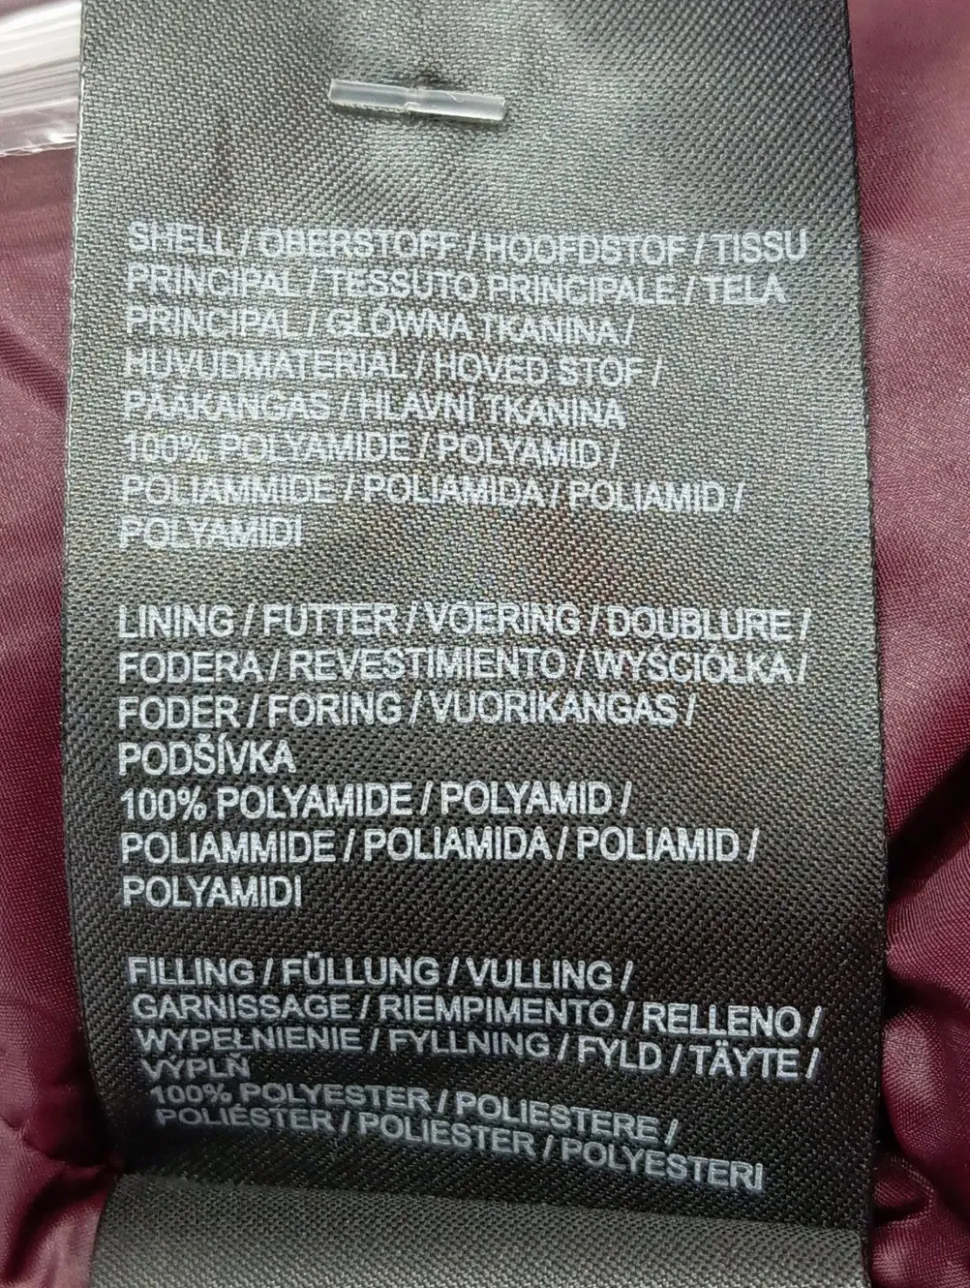 SHELL / OBERSTOFF / HOOFDSTOF / TISSU
PRINCIPAL / TESSUTO PRINCIPALE / TELA
PRINCIPAL / GŁÓWNA TKANINA /
HUVUDMATERIAL / HOVED STOF /
PÄÄKANGAS / HLAVNÍ TKANINA
100% POLYAMIDE / POLYAMID /
POLIAMMIDE / POLIAMIDA / POLIAMID /
POLYAMIDI
LINING / FUTTER / VOERING / DOUBLURE /
FODERA / REVESTIMIENTO / WYŚCIÓŁKA /
FODER / FORING / VUORIKANGAS /
PODŠÍVKA
100% POLYAMIDE / POLYAMID /
POLIAMMIDE / POLIAMIDA / POLIAMID /
POLYAMIDI
FILLING / FÜLLUNG / VULLING /
GARNISSAGE / RIEMPIMENTO / RELLENO /
WYPEŁNIENIE / FYLLNING / FYLD / TÄYTE /
VÝPLŇ
100% POLYESTER / POLIESTERE /
POLIÉSTER / POLIESTER / POLYESTERI